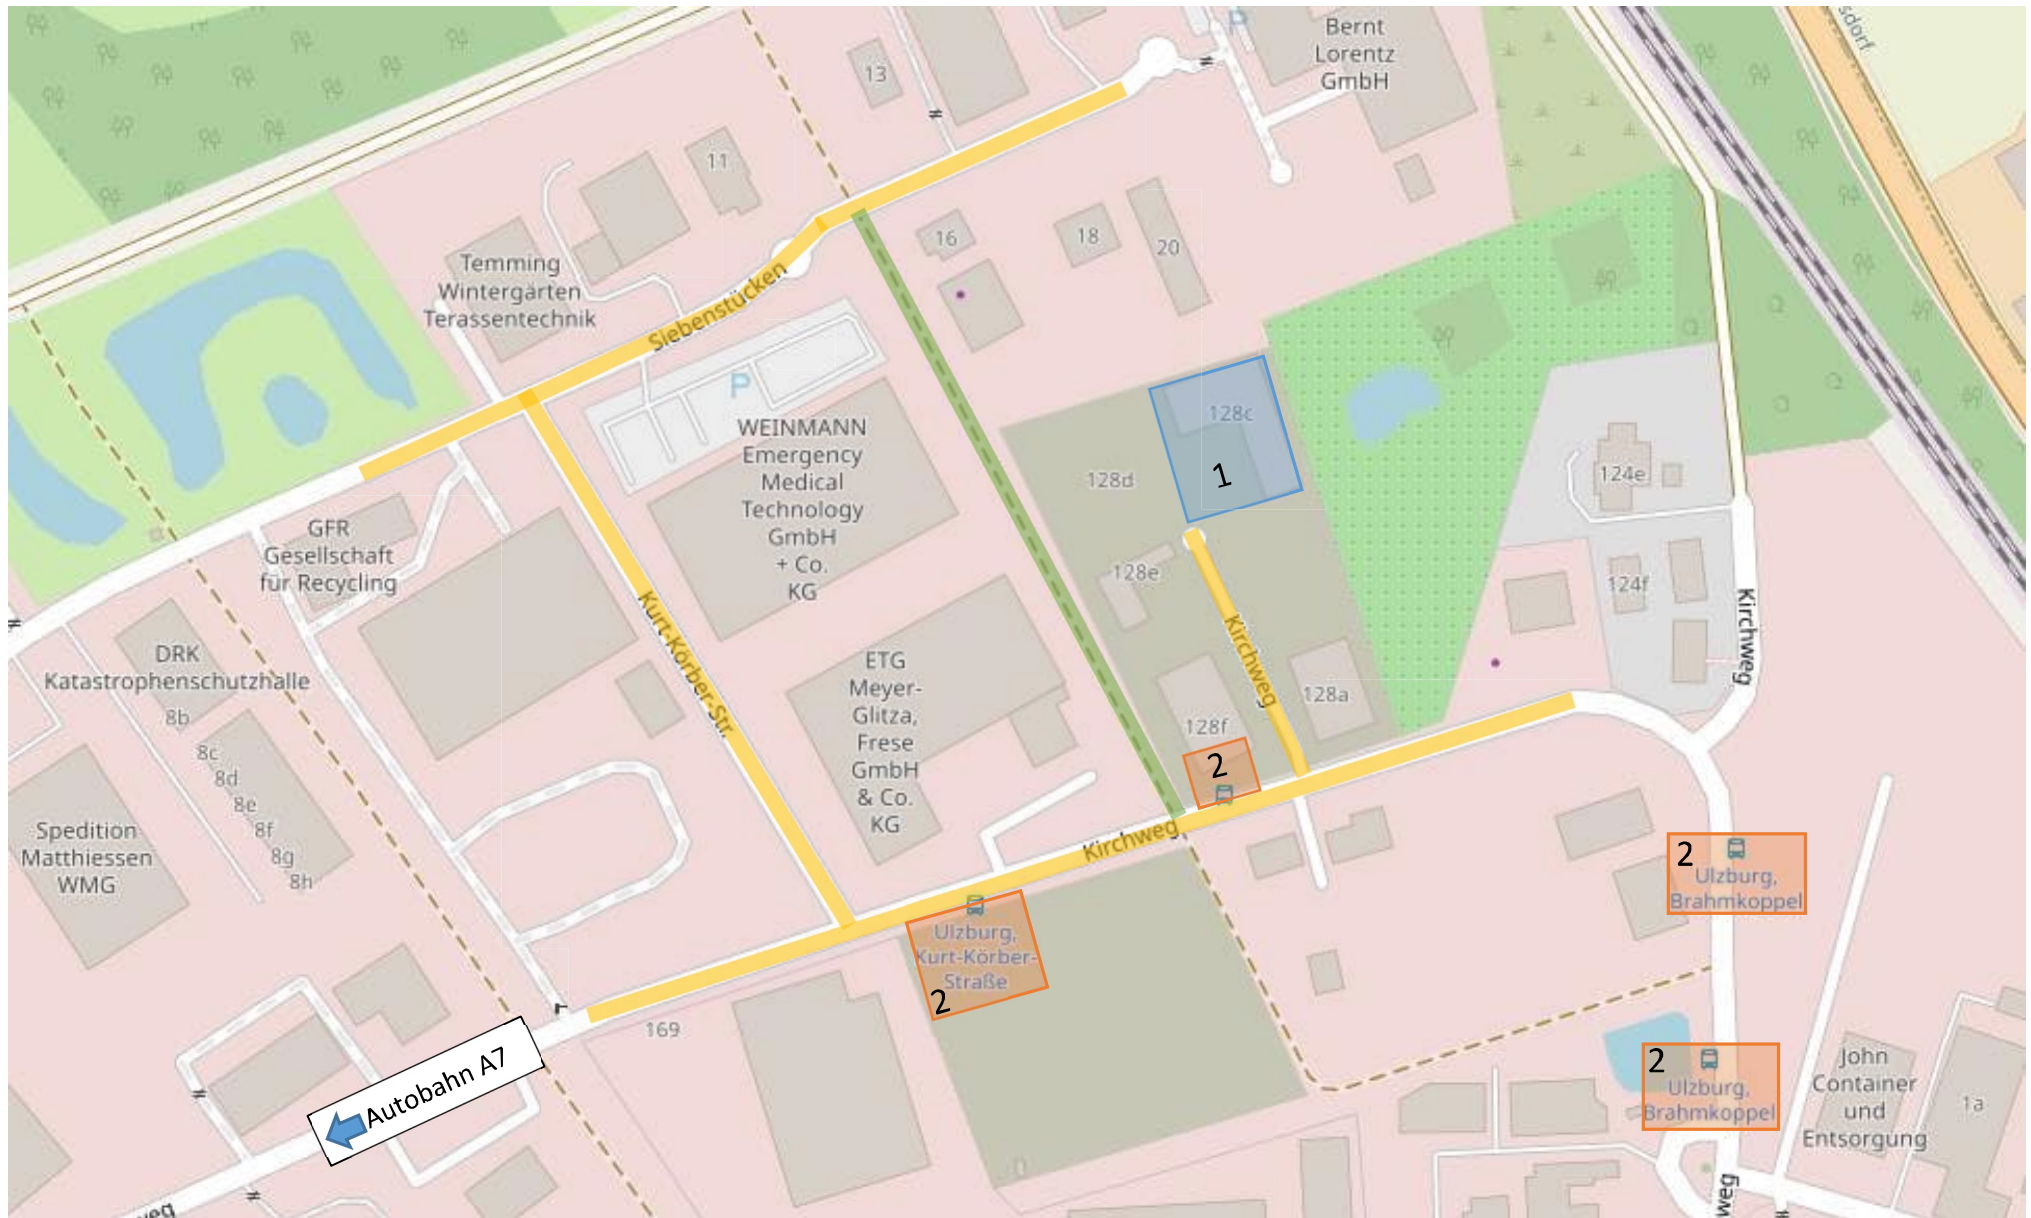 sdorf
P
Bernt
Lorentz
GmbH
13
11
16
18
20
Temming
Wintergärten
Terassentechnik
Siebenstücken
P
WEINMANN
Emergency
Medical
Technology
GmbH
+ Co.
KG
128c
1
128d
128e
124e
124f
GFR
Gesellschaft
für Recycling
Kurt-Körber-Str.
Kirchweg
Kirchweg
DRK
Katastrophenschutzhalle
8b
8c
8d
8e
8f
8g
8h
ETG
Meyer-
Glitza,
Frese
GmbH
& Co.
KG
128a
128f
2
Kirchweg
Spedition
Matthiessen
WMG
2
Ulzburg,
Brahmkoppel
Ulzburg,
Kurt-Körber-
Straße
2
169
Autobahn A7
2
Ulzburg,
Brahmkoppel
John
Container
und
Entsorgung
1a
weg
weg